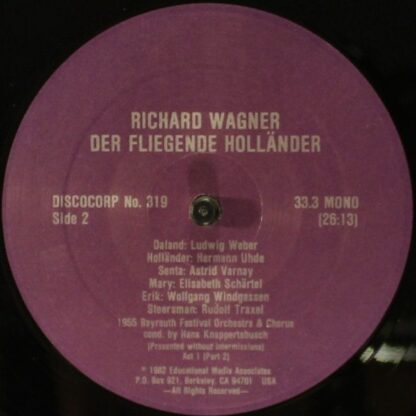 RICHARD WAGNER
DER FLIEGENDE HOLLÄNDER
DISCOCORP No. 319
33.3 MONO
Side 2
(26:13)
Daland: Ludwig Weber
Holländer: Hermann Uhde
Senta: Astrid Varnay
Mary: Elisabeth Schärtel
Erik: Wolfgang Windgassen
Steersman: Rudolf Traxel
1955 Bayreuth Festival Orchestra & Chorus
cond. by Hans Knappertsbusch
(Presented without intermissions)
Act 1 (Part 2)
© 1982 Educational Media Associates
P.O. Box 921, Berkeley, CA 94701 USA
—All Rights Reserved—